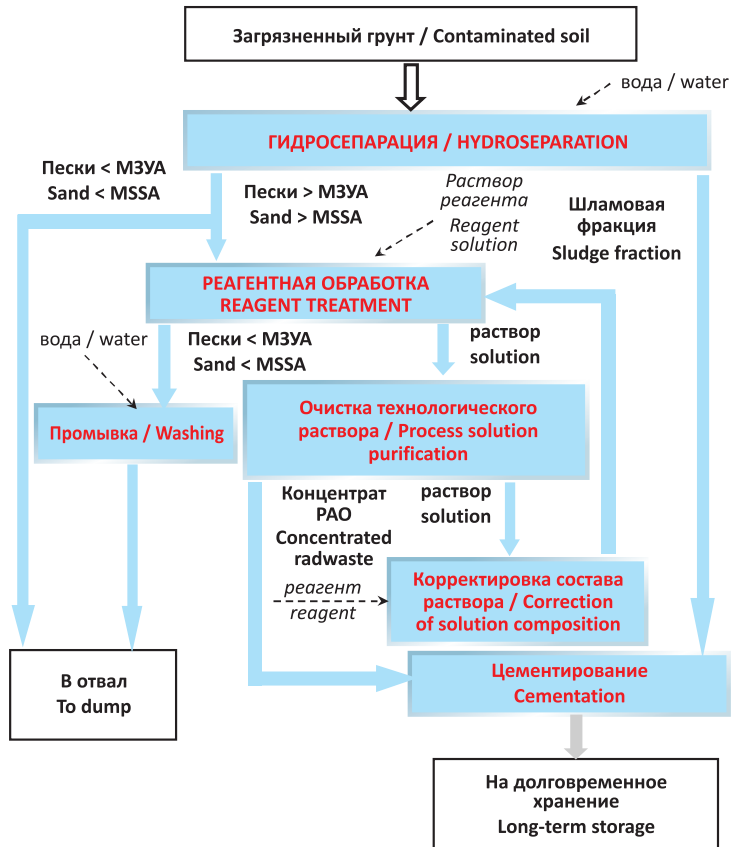 Загрязненный грунт / Contaminated soil
вода / water
ГИДРОСЕПАРАЦИЯ / HYDROSEPARATION
Пески < МЗУА
Sand < MSSA
Пески > МЗУА
Sand > MSSA
Раствор
реагента
Reagent
solution
Шламовая
фракция
Sludge fraction
РЕАГЕНТНАЯ ОБРАБОТКА
REAGENT TREATMENT
вода / water
Пески < МЗУА
Sand < MSSA
раствор
solution
Промывка / Washing
Очистка технологического
раствора / Process solution
purification
Концентрат
РАО
Concentrated
radwaste
раствор
solution
реагент
reagent
Корректировка состава
раствора / Correction
of solution composition
В отвал
To dump
Цементирование
Cementation
На долговременное
хранение
Long-term storage